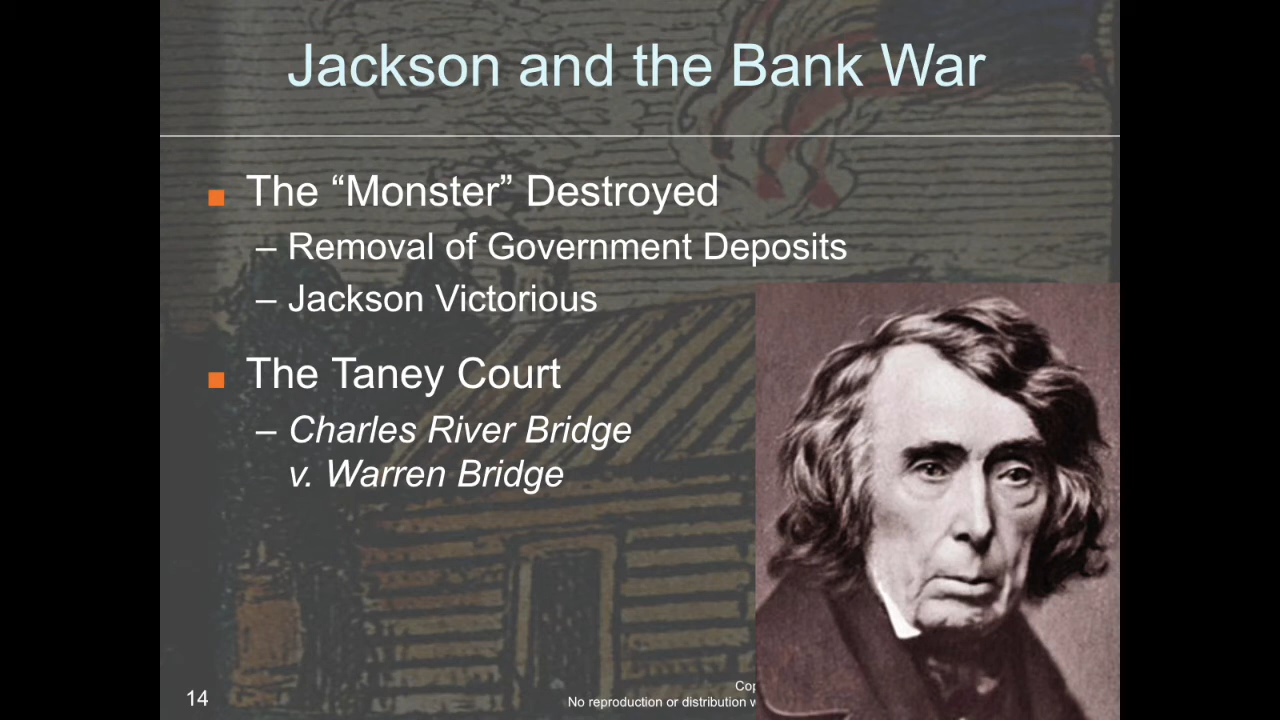 Jackson and the Bank War
■ The “Monster” Destroyed
– Removal of Government Deposits
– Jackson Victorious
■ The Taney Court
– Charles River Bridge
v. Warren Bridge
14
No reproduction or distribution